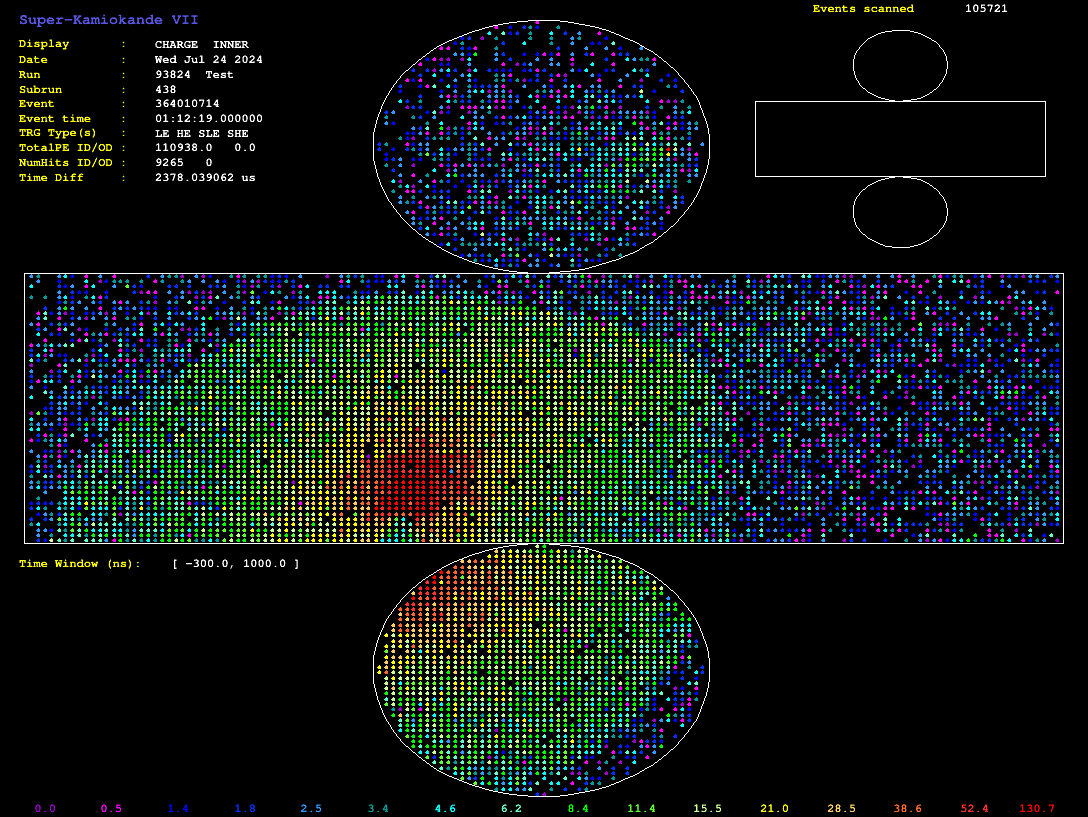 Super-Kamiokande VII
Events scanned 105721
Display : CHARGE INNER
Date : Wed Jul 24 2024
Run : 93824 Test
Subrun : 438
Event : 364010714
Event time : 01:12:19.000000
TRG Type(s) : LE HE SLE SHE
TotalPE ID/OD : 110938.0 0.0
NumHits ID/OD : 9265 0
Time Diff : 2378.039062 us
Time Window (ns): [ -300.0, 1000.0 ]
0.0 0.5 1.4 1.8 2.5 3.4 4.6 6.2 8.4 11.4 15.5 21.0 28.5 38.6 52.4 130.7